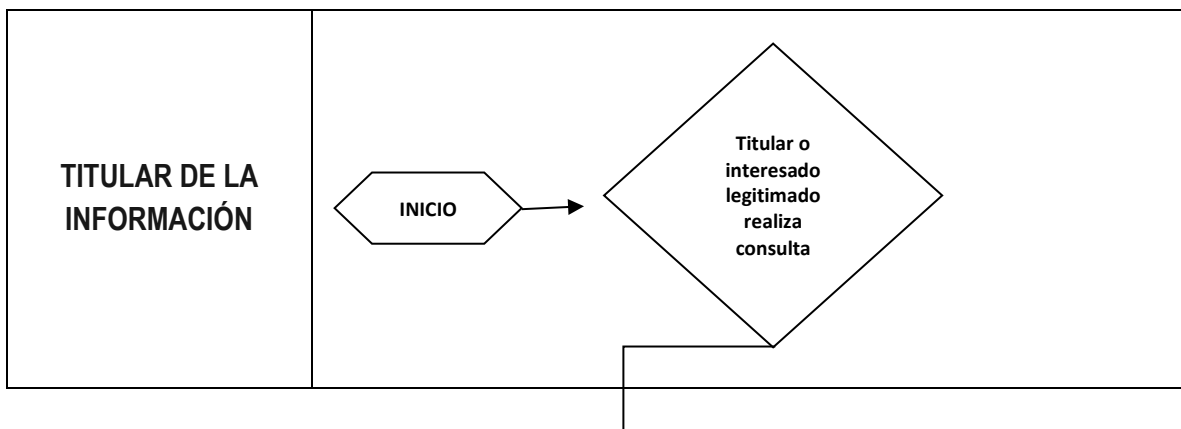 TITULAR DE LA
INFORMACIÓN
INICIO
Titular o
interesado
legitimado
realiza
consulta